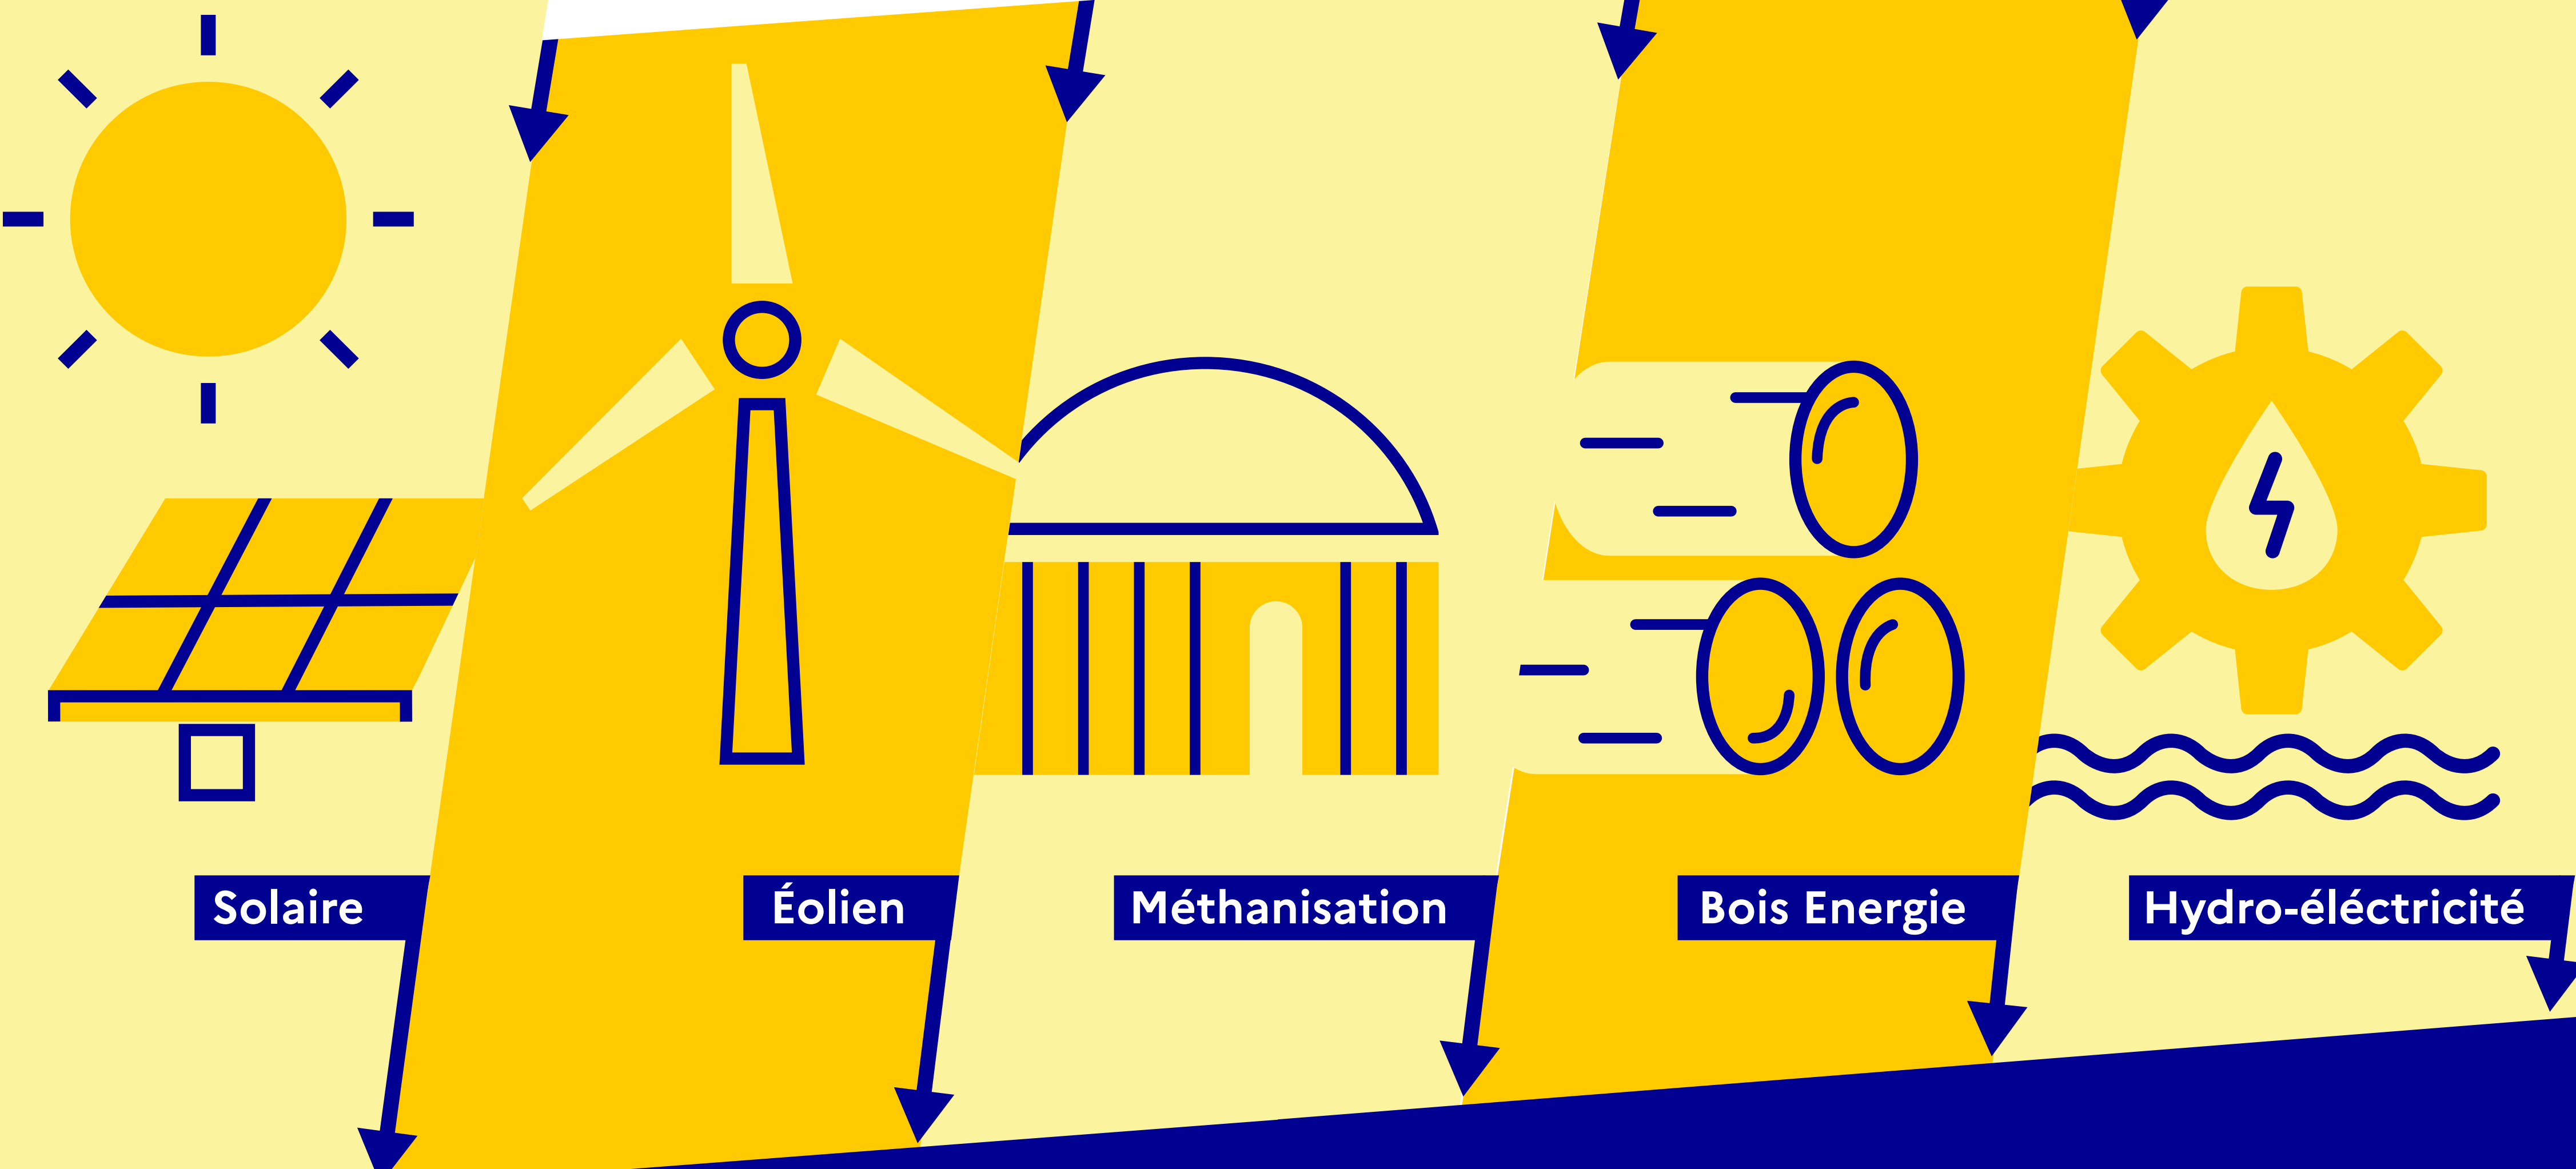 Solaire
Éolien
Méthanisation
Bois Energie
Hydro-éléctricité